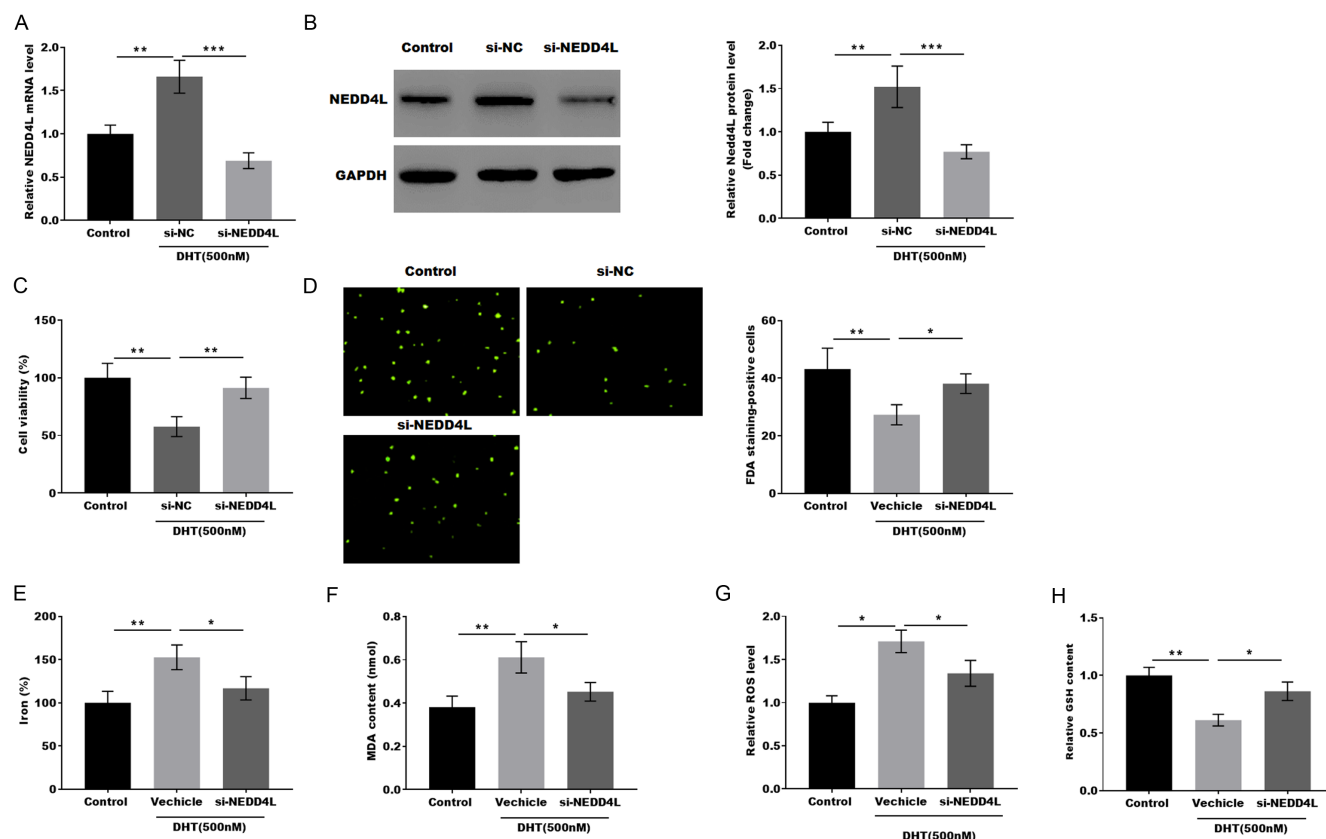 A
Relative NEDD4L mRNA level
2.0
1.5
1.0
0.5
0.0
**
***
Control
si-NC
si-NEDD4L
DHT(500nM)
B
Control
si-NC
si-NEDD4L
NEDD4L
GAPDH
Relative Nedd4L protein level
(Fold change)
2.0
1.5
1.0
0.5
0.0
**
***
Control
si-NC
si-NEDD4L
DHT(500nM)
C
Cell viability (%)
150
100
50
0
**
**
Control
si-NC
si-NEDD4L
DHT(500nM)
D
Control
si-NC
si-NEDD4L
FDA staining-positive cells
60
40
20
0
**
*
Control
Vechicle
si-NEDD4L
DHT(500nM)
E
Iron (%)
200
150
100
50
0
**
*
Control
Vechicle
si-NEDD4L
DHT(500nM)
F
MDA content (nmol)
0.8
0.6
0.4
0.2
0.0
**
*
Control
Vechicle
si-NEDD4L
DHT(500nM)
G
Relative ROS level
2.0
1.5
1.0
0.5
0.0
*
*
Control
Vechicle
si-NEDD4L
DHT(500nM)
H
Relative GSH content
1.5
1.0
0.5
0.0
**
*
Control
Vechicle
si-NEDD4L
DHT(500nM)